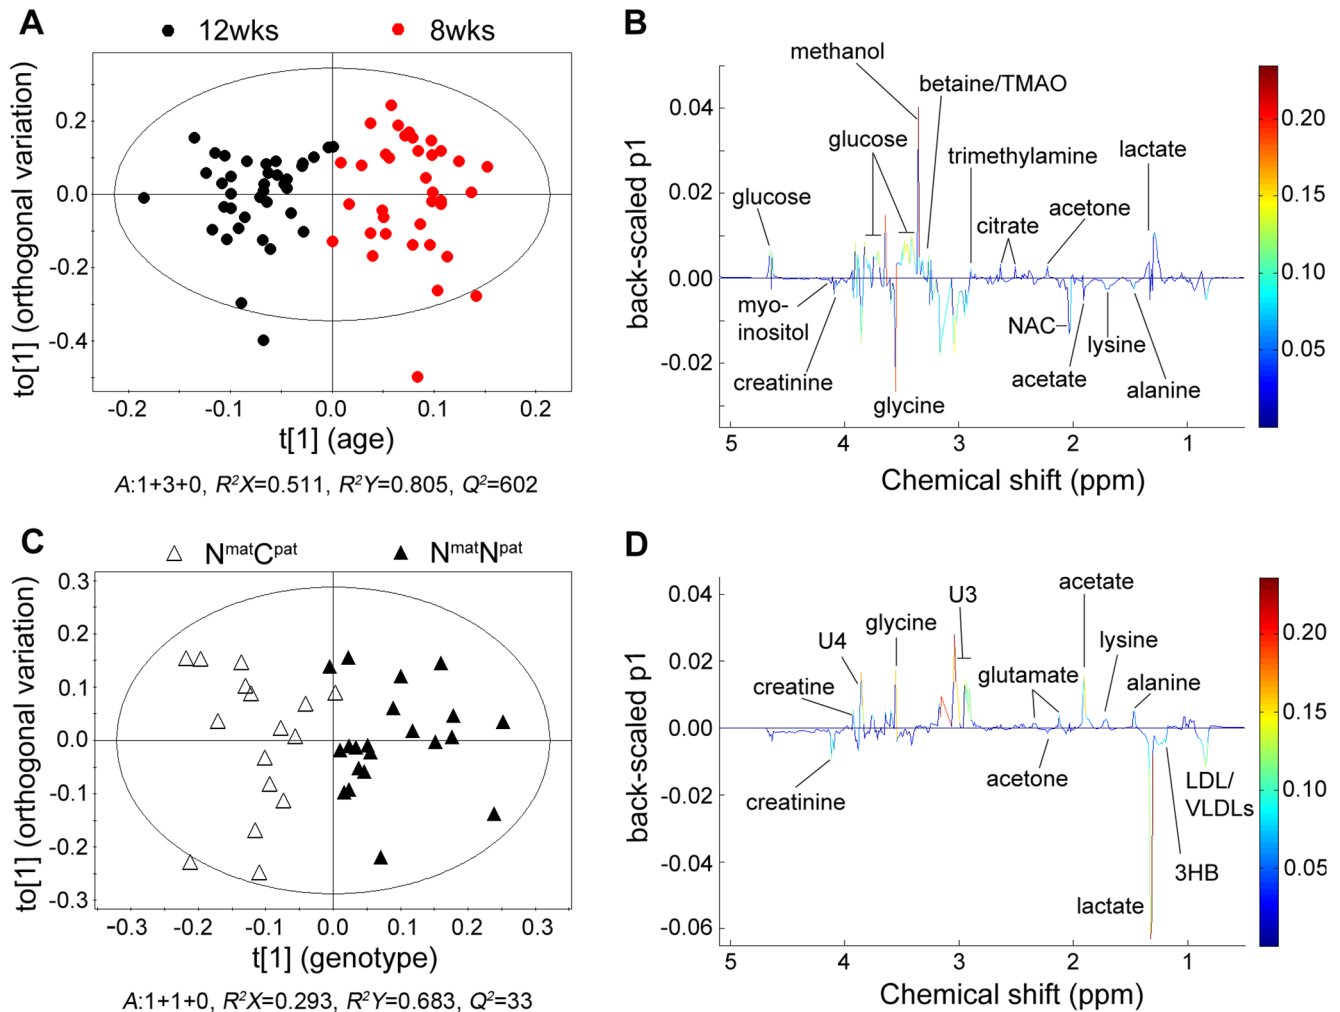 A
12wks
8wks
to[1] (orthogonal variation)
0.2
0.0
-0.2
-0.4
-0.2
-0.1
0.0
0.1
0.2
t[1] (age)
A:1+3+0, R²X=0.511, R²Y=0.805, Q²=602
B
back-scaled p1
0.04
0.02
0.00
-0.02
methanol
betaine/TMAO
glucose
trimethylamine
lactate
glucose
citrate
acetone
myo-
inositol
creatinine
glycine
NAC
acetate
lysine
alanine
5
4
3
2
1
Chemical shift (ppm)
0.20
0.15
0.10
0.05
C
NmatCpat
NmatNpat
to[1] (orthogonal variation)
0.3
0.2
0.1
0.0
-0.1
-0.2
-0.3
-0.3
-0.2
-0.1
0.0
0.1
0.2
0.3
t[1] (genotype)
A:1+1+0, R²X=0.293, R²Y=0.683, Q²=33
D
back-scaled p1
0.04
0.02
0.00
-0.02
-0.04
-0.06
U3
acetate
U4
glycine
lysine
glutamate
creatine
alanine
acetone
creatinine
LDL/
VLDLs
3HB
lactate
5
4
3
2
1
Chemical shift (ppm)
0.20
0.15
0.10
0.05